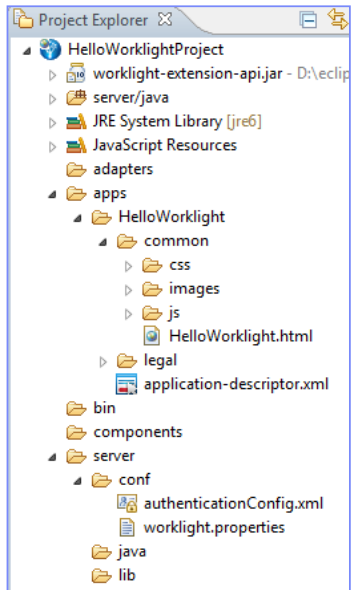 Project Explorer
HelloWorklightProject
worklight-extension-api.jar - D:\eclip
server/java
JRE System Library [jre6]
JavaScript Resources
adapters
apps
HelloWorklight
common
css
images
js
HelloWorklight.html
legal
application-descriptor.xml
bin
components
server
conf
authenticationConfig.xml
worklight.properties
java
lib